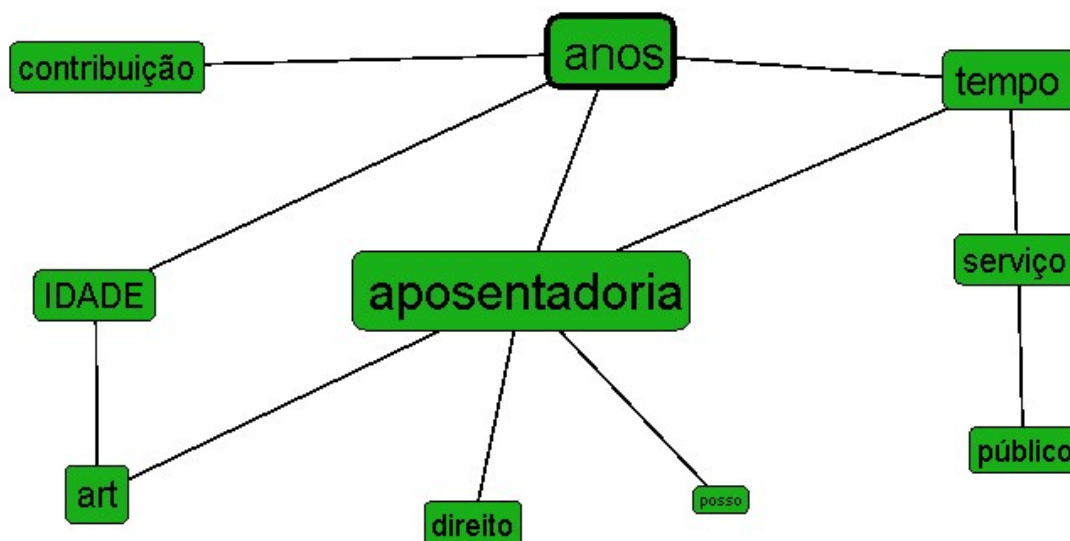 anos
contribuição
tempo
serviço
IDADE
aposentadoria
público
art
posso
direito